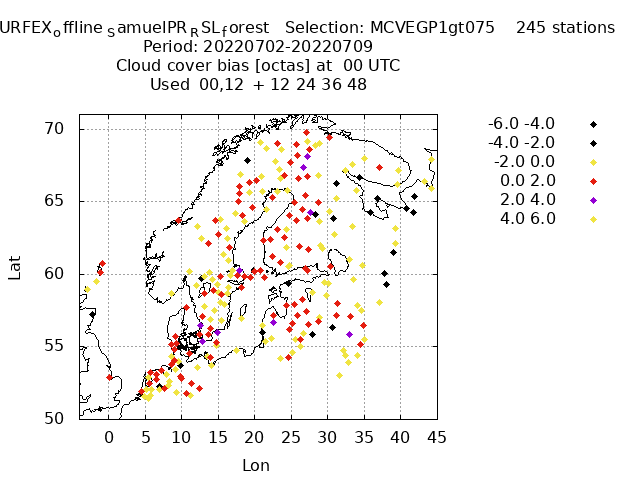 URFEXoffline SamuelPRRSLforest Selection: MCVEGP1gt075 245 stations
Period: 20220702-20220709
Cloud cover bias [octas] at 00 UTC
Used 00,12 + 12 24 36 48
70
65
60
55
50
Lat
0 5 10 15 20 25 30 35 40 45
Lon
-6.0 -4.0
-4.0 -2.0
-2.0 0.0
0.0 2.0
2.0 4.0
4.0 6.0